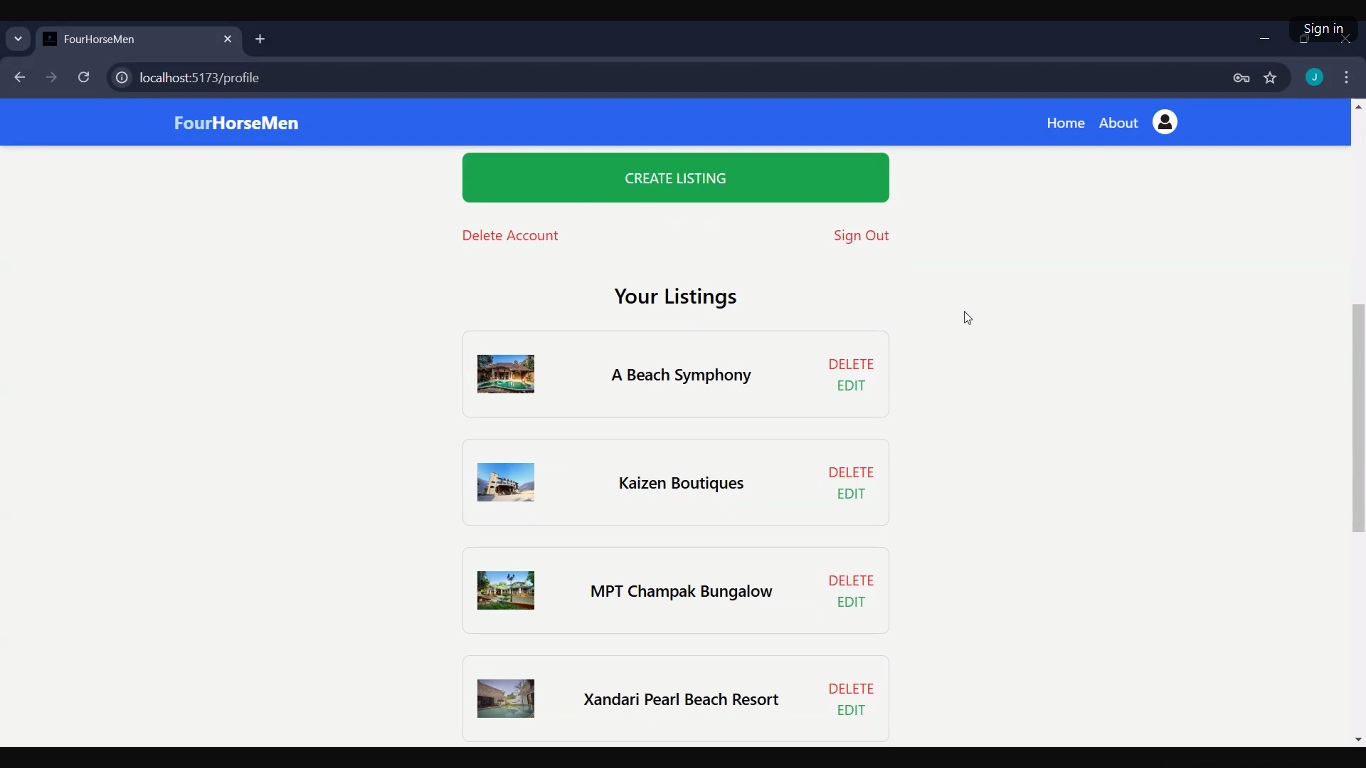 Sign in
FourHorseMen
localhost:5173/profile
J
FourHorseMen
Home About
CREATE LISTING
Delete Account Sign Out
Your Listings
A Beach Symphony
DELETE
EDIT
Kaizen Boutiques
DELETE
EDIT
MPT Champak Bungalow
DELETE
EDIT
Xandari Pearl Beach Resort
DELETE
EDIT